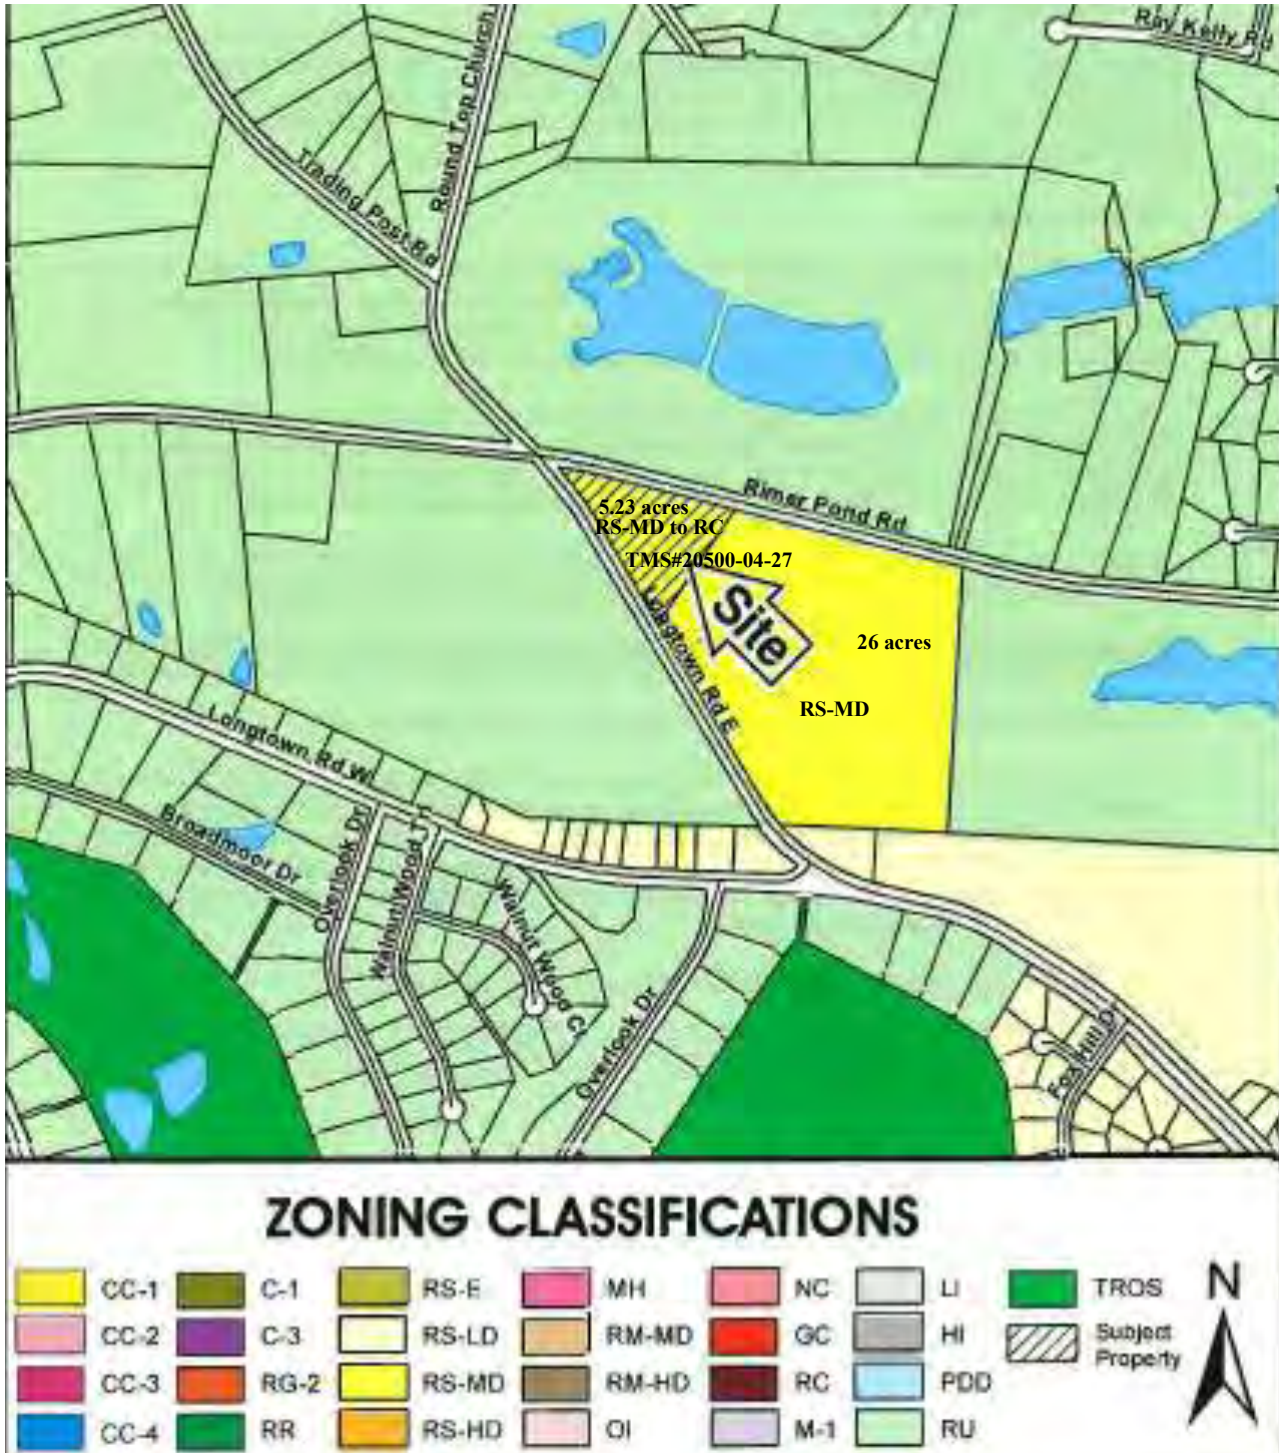 Ray Kelly Rd
Round Top Church
Trading Post Rd
Rimer Pond Rd
5.23 acres
RS-MD to RC
TMS#20500-04-27
Site
Longtown Rd E
26 acres
RS-MD
Longtown Rd W
Broadmoor Dr
Overlook Dr
Walnut Wood
Walnut Wood Ct
Overlook Dr
Fox Hill Dr
ZONING CLASSIFICATIONS
CC-1 C-1 RS-E MH NC LI TROS N
CC-2 C-3 RS-LD RM-MD GC HI Subject
Property
CC-3 RG-2 RS-MD RM-HD RC PDD
CC-4 RR RS-HD OI M-1 RU